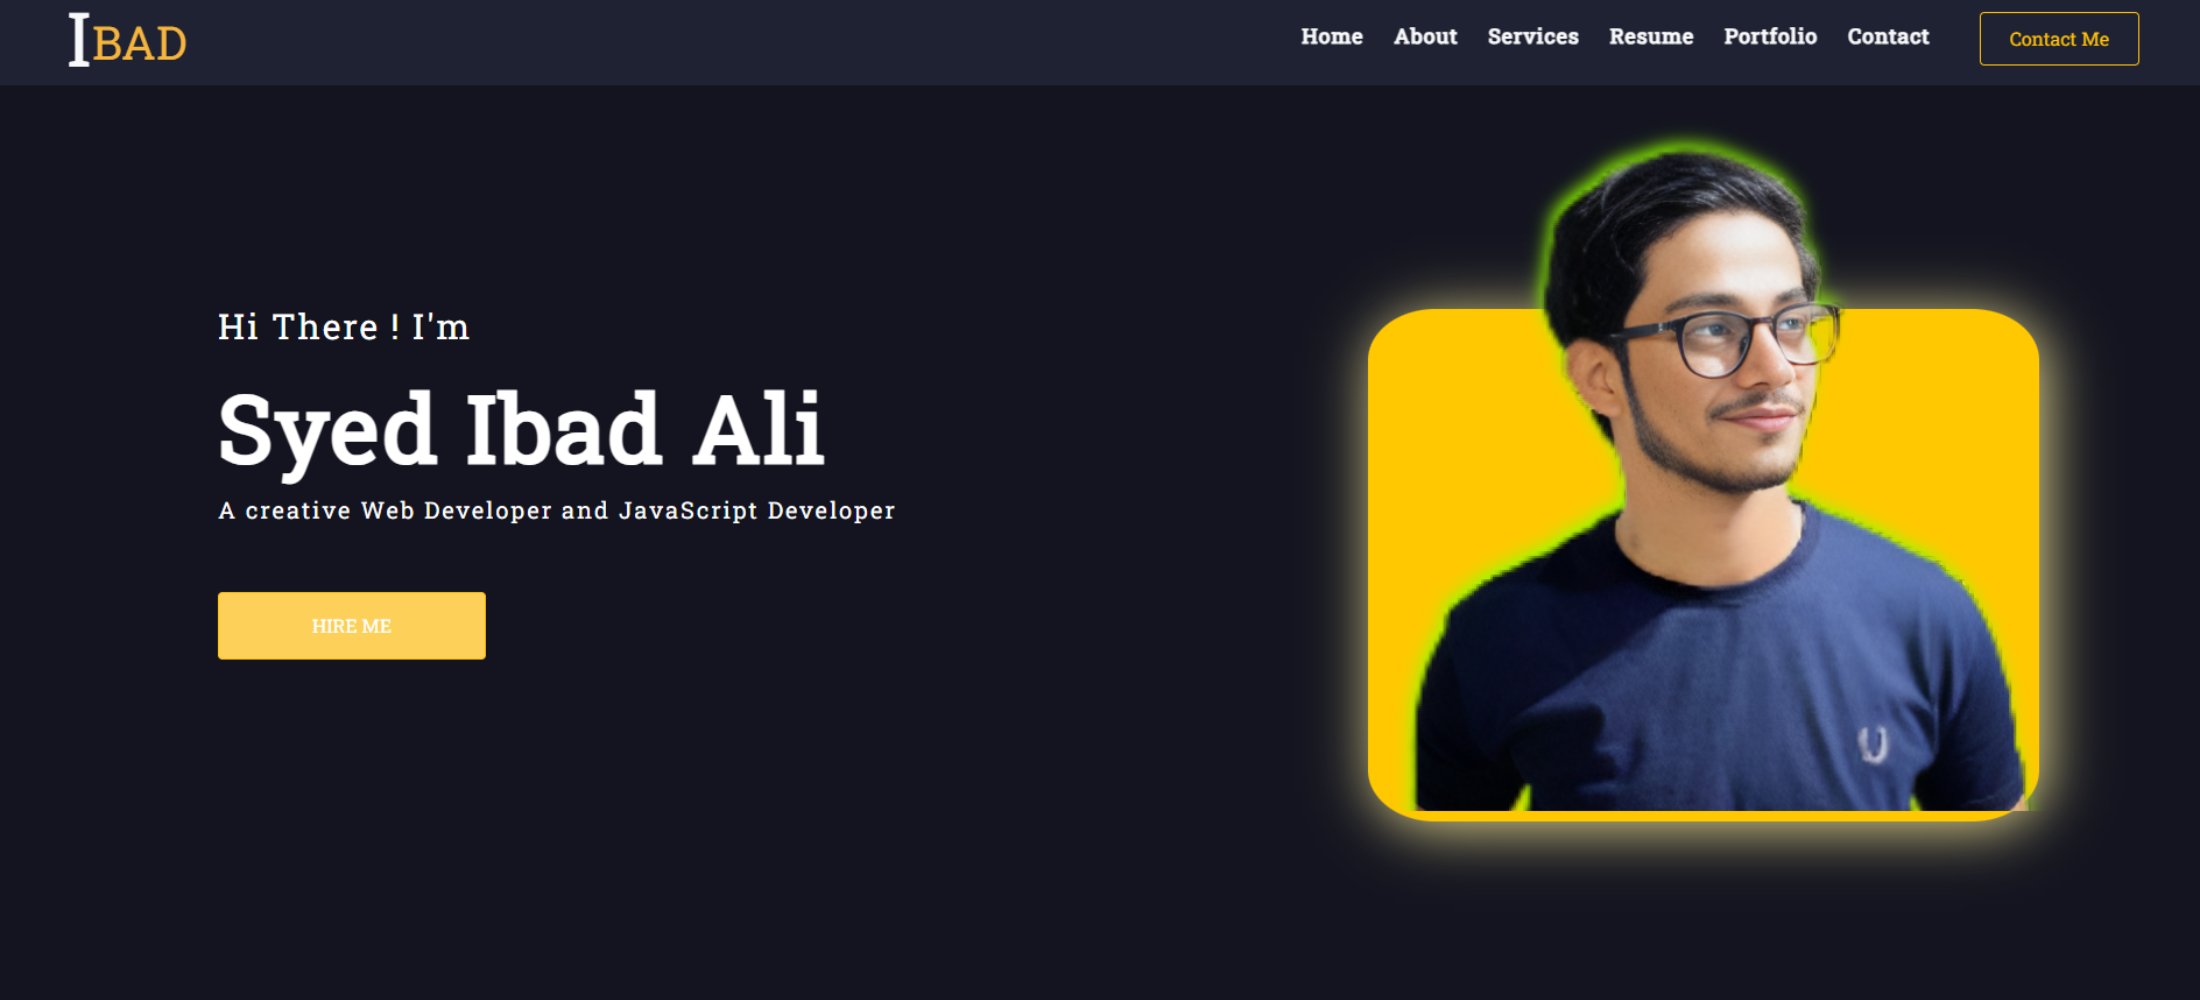 IBAD
Home About Services Resume Portfolio Contact Contact Me
Hi There ! I'm
Syed Ibad Ali
A creative Web Developer and JavaScript Developer
HIRE ME